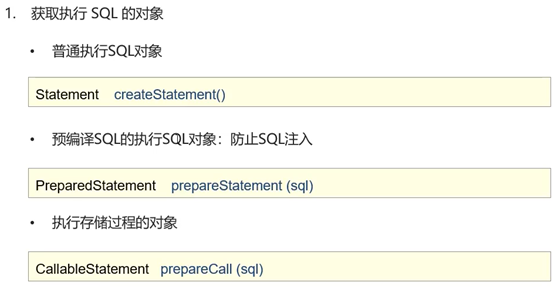 1. 获取执行 SQL 的对象
• 普通执行SQL对象
Statement createStatement()
• 预编译SQL的执行SQL对象：防止SQL注入
PreparedStatement prepareStatement (sql)
• 执行存储过程的对象
CallableStatement prepareCall (sql)